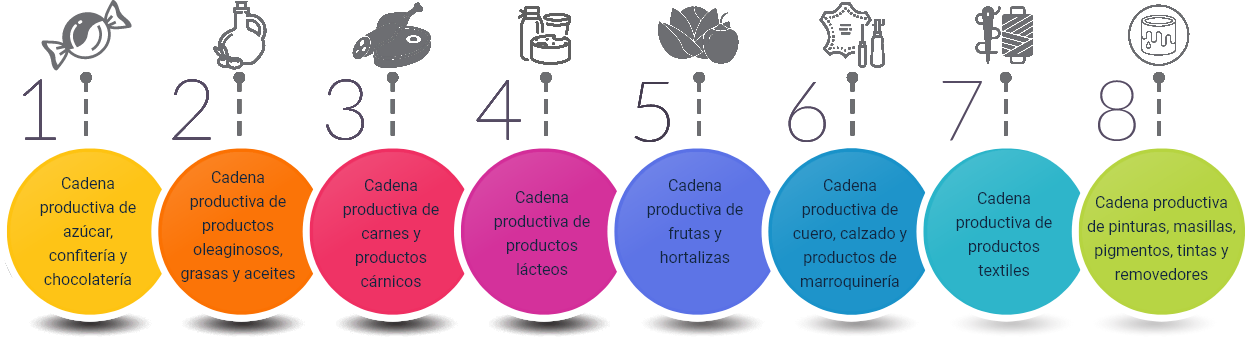 1
Cadena
productiva de
azúcar,
confitería y
chocolatería
2
Cadena
productiva de
productos
oleaginosos,
grasas y aceites
3
Cadena
productiva de
carnes y
productos
cárnicos
4
Cadena
productiva de
productos
lácteos
5
Cadena
productiva de
frutas y
hortalizas
6
Cadena
productiva de
cuero, calzado y
productos de
marroquinería
7
Cadena
productiva de
productos
textiles
8
Cadena productiva
de pinturas, masillas,
pigmentos, tintas y
removedores